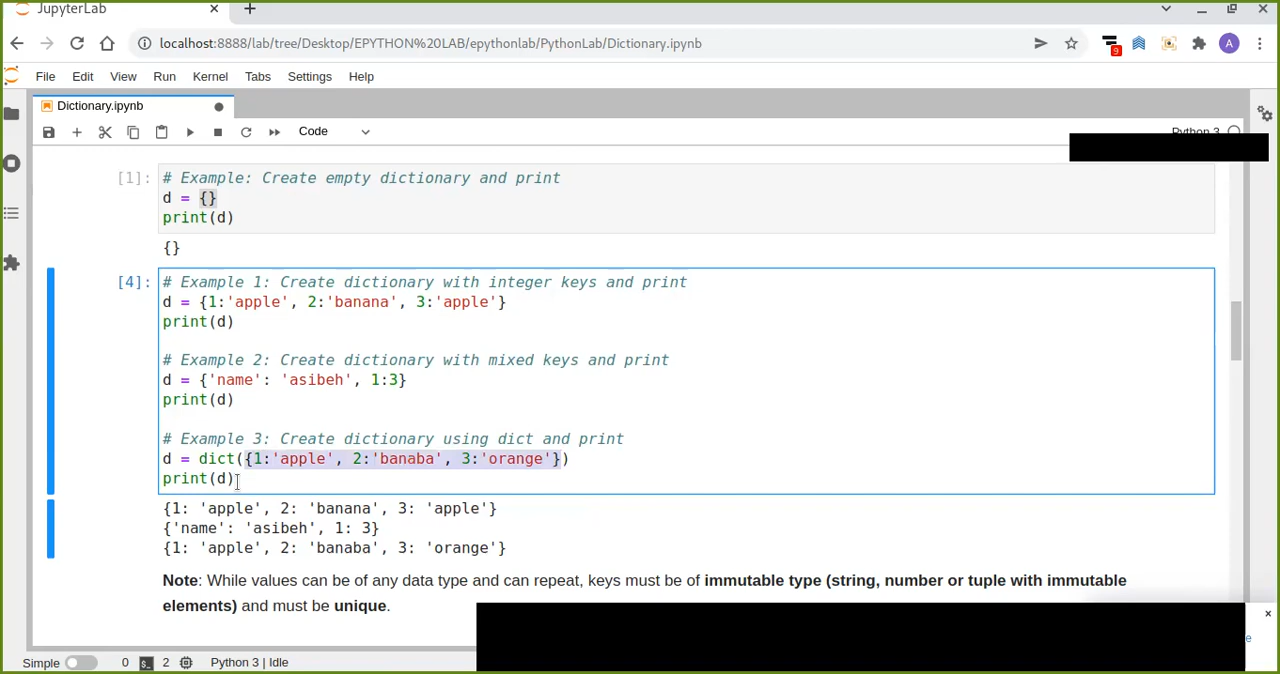 JupyterLab
localhost:8888/lab/tree/Desktop/EPYTHON%20LAB/epythonlab/PythonLab/Dictionary.ipynb
9
A
File Edit View Run Kernel Tabs Settings Help
Dictionary.ipynb
Code
Python 3
[1]: # Example: Create empty dictionary and print
d = {}
print(d)
{}
[4]: # Example 1: Create dictionary with integer keys and print
d = {1:'apple', 2:'banana', 3:'apple'}
print(d)
# Example 2: Create dictionary with mixed keys and print
d = {'name': 'asibeh', 1:3}
print(d)
# Example 3: Create dictionary using dict and print
d = dict({1:'apple', 2:'banaba', 3:'orange'})
print(d)
{1: 'apple', 2: 'banana', 3: 'apple'}
{'name': 'asibeh', 1: 3}
{1: 'apple', 2: 'banaba', 3: 'orange'}
Note: While values can be of any data type and can repeat, keys must be of immutable type (string, number or tuple with immutable
elements) and must be unique.
Simple 0 2 Python 3 | Idle